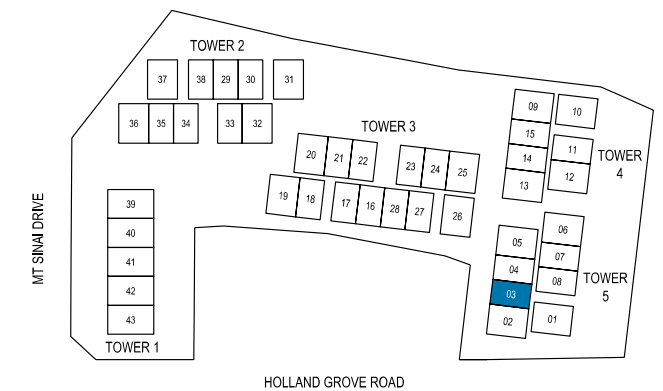 TOWER 2
37
38 29 30
31
36 35 34
33 32
TOWER 3
20 21 22
23 24 25
19 18
17 16 28 27
26
09
10
15
11
14
12
13
TOWER
4
39
40
41
42
43
TOWER 1
MT SINAI DRIVE
06
05
07
04
08
03
02
01
TOWER
5
HOLLAND GROVE ROAD